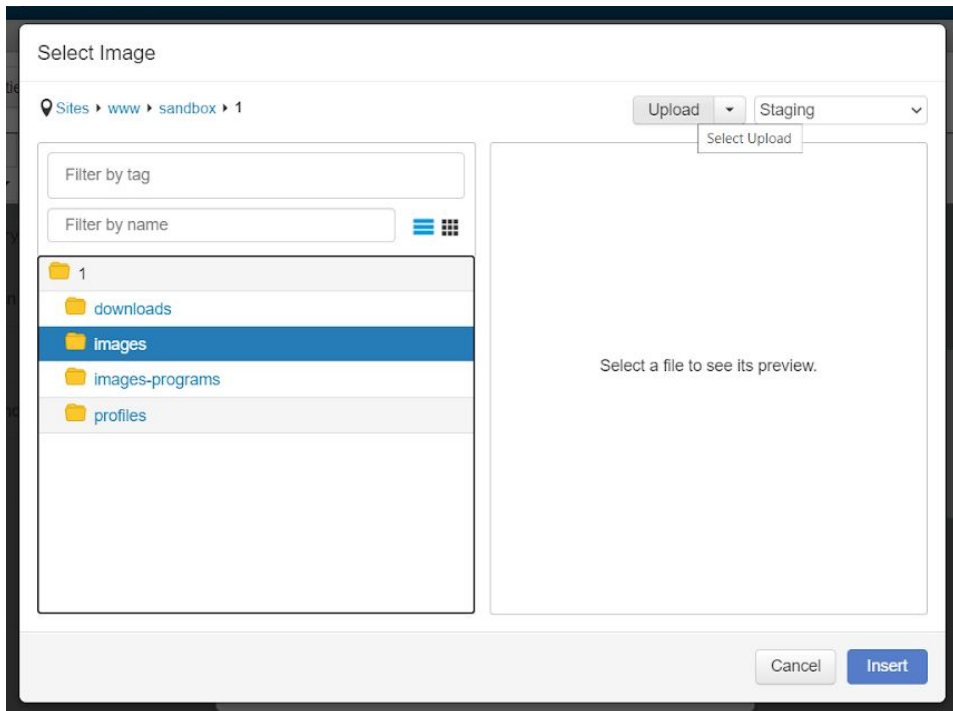 Select Image
Sites www sandbox 1
Upload Staging
Select Upload
Filter by tag
Filter by name
1
downloads
images
images-programs
profiles
Select a file to see its preview.
Cancel Insert